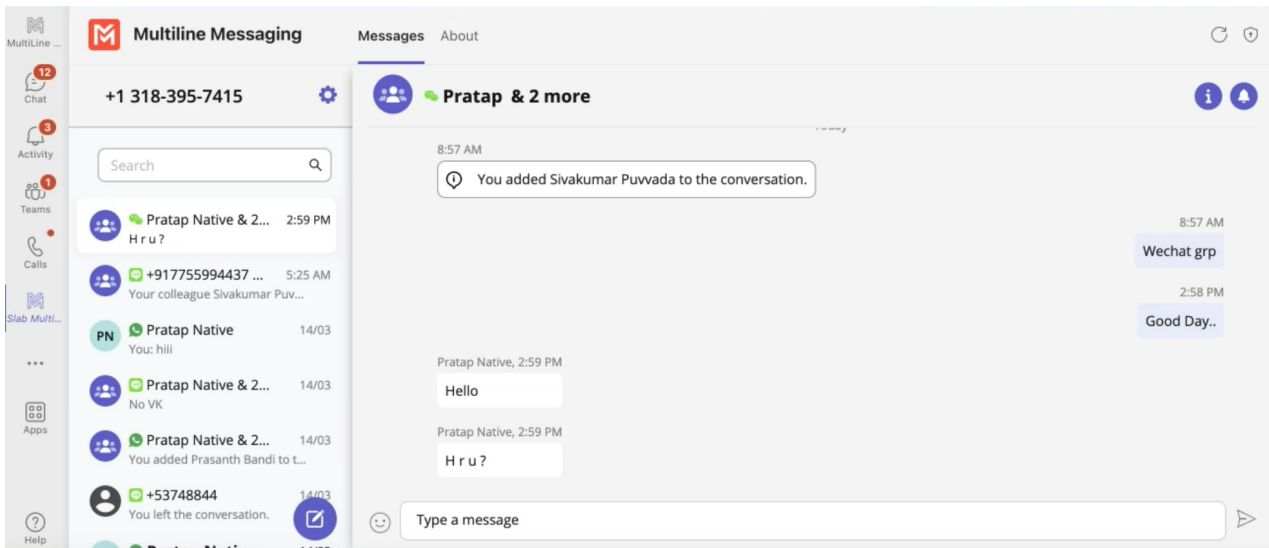 MultiLine ...
12
Chat
3
Activity
1
Teams
Calls
Slab Multi...
Apps
Help
Multiline Messaging
Messages About
+1 318-395-7415
Search
Pratap Native & 2... 2:59 PM
H r u ?
+917755994437 ... 5:25 AM
Your colleague Sivakumar Puv...
PN
Pratap Native 14/03
You: hiii
Pratap Native & 2... 14/03
No VK
Pratap Native & 2... 14/03
You added Prasanth Bandi to t...
+53748844 14/03
You left the conversation.
Pratap & 2 more
Today
8:57 AM
You added Sivakumar Puvvada to the conversation.
8:57 AM
Wechat grp
2:58 PM
Good Day..
Pratap Native, 2:59 PM
Hello
Pratap Native, 2:59 PM
H r u ?
Type a message